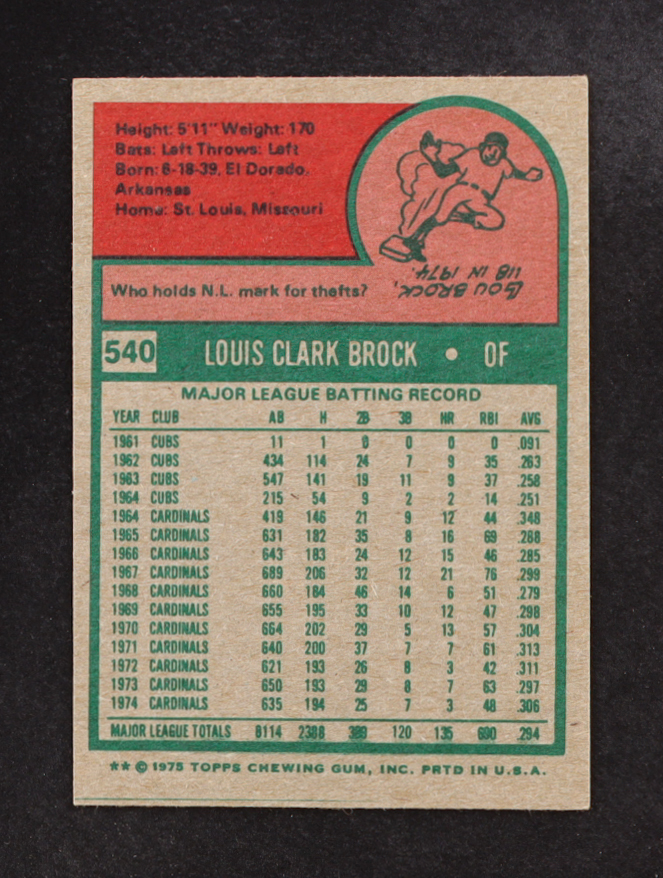 Height: 5'11" Weight: 170
Bats: Left Throws: Left
Born: 6-18-39, El Dorado,
Arkansas
Home: St. Louis, Missouri
Who holds N.L. mark for thefts?
LOU BROCK,
118 IN 1974.
540 LOUIS CLARK BROCK • OF
MAJOR LEAGUE BATTING RECORD
YEAR CLUB AB H 2B 3B HR RBI AVG
1961 CUBS 11 1 0 0 0 0 .091
1962 CUBS 434 114 24 7 9 35 .263
1963 CUBS 547 141 19 11 9 37 .258
1964 CUBS 215 54 9 2 2 14 .251
1964 CARDINALS 419 146 21 9 12 44 .348
1965 CARDINALS 631 182 35 8 16 69 .288
1966 CARDINALS 643 183 24 12 15 46 .285
1967 CARDINALS 689 206 32 12 21 76 .299
1968 CARDINALS 660 184 46 14 6 51 .279
1969 CARDINALS 655 195 33 10 12 47 .298
1970 CARDINALS 664 202 29 5 13 57 .304
1971 CARDINALS 640 200 37 7 7 61 .313
1972 CARDINALS 621 193 26 8 3 42 .311
1973 CARDINALS 650 193 29 8 7 63 .297
1974 CARDINALS 635 194 25 7 3 48 .306
MAJOR LEAGUE TOTALS 8114 2388 389 120 135 690 .294
** © 1975 TOPPS CHEWING GUM, INC. PRTD IN U.S.A.